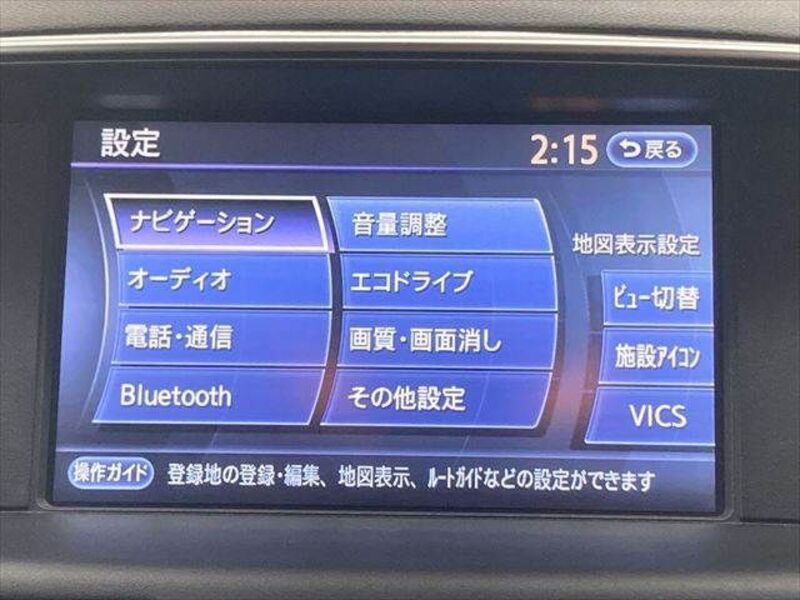 設定
2:15
戻る
ナビゲーション
音量調整
地図表示設定
オーディオ
エコドライブ
ビュー切替
電話・通信
画質・画面消し
施設アイコン
Bluetooth
その他設定
VICS
操作ガイド 登録地の登録・編集、地図表示、ルートガイドなどの設定ができます